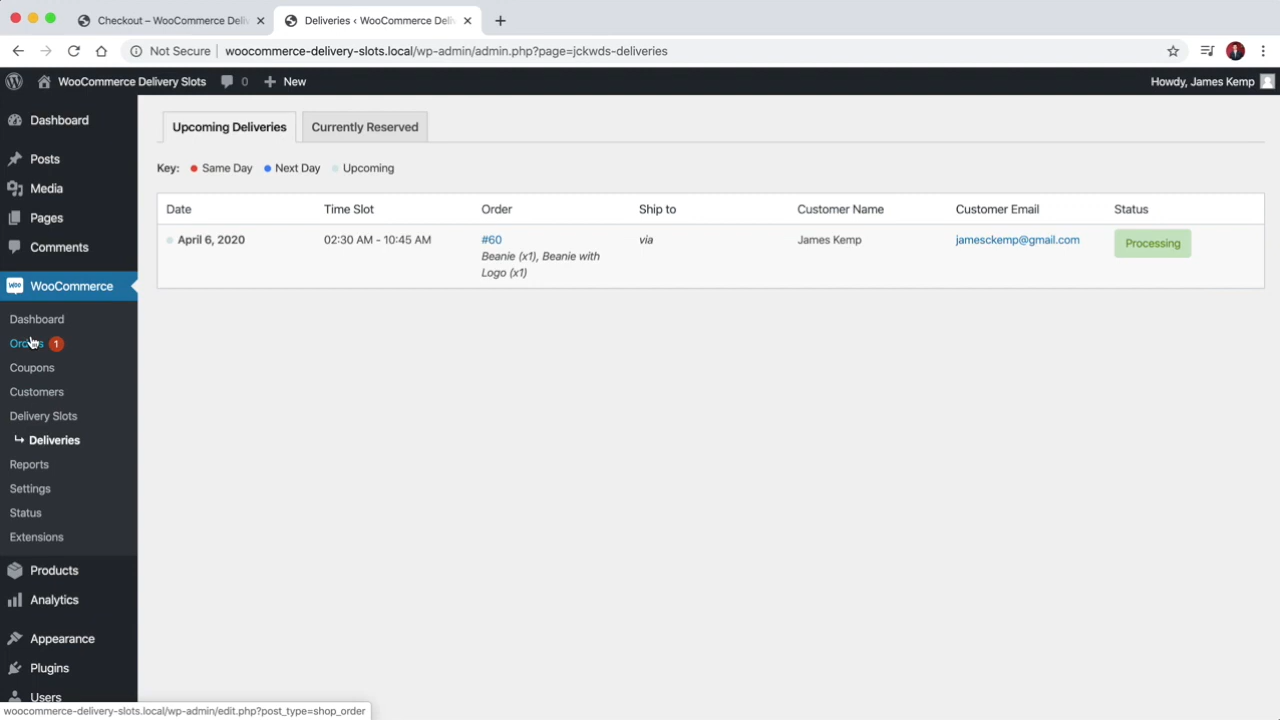 Checkout – WooCommerce Deliv
Deliveries ‹ WooCommerce Deliv
Not Secure
woocommerce-delivery-slots.local/wp-admin/admin.php?page=jckwds-deliveries
WooCommerce Delivery Slots
0
New
Howdy, James Kemp
Dashboard
Posts
Media
Pages
Comments
WooCommerce
Dashboard
Orders 1
Coupons
Customers
Delivery Slots
↳ Deliveries
Reports
Settings
Status
Extensions
Products
Analytics
Appearance
Plugins
Users
Upcoming Deliveries
Currently Reserved
Key: Same Day Next Day Upcoming
Date Time Slot Order Ship to Customer Name Customer Email Status
April 6, 2020 02:30 AM - 10:45 AM #60 via James Kemp jamesckemp@gmail.com Processing
Beanie (x1), Beanie with
Logo (x1)
woocommerce-delivery-slots.local/wp-admin/edit.php?post_type=shop_order